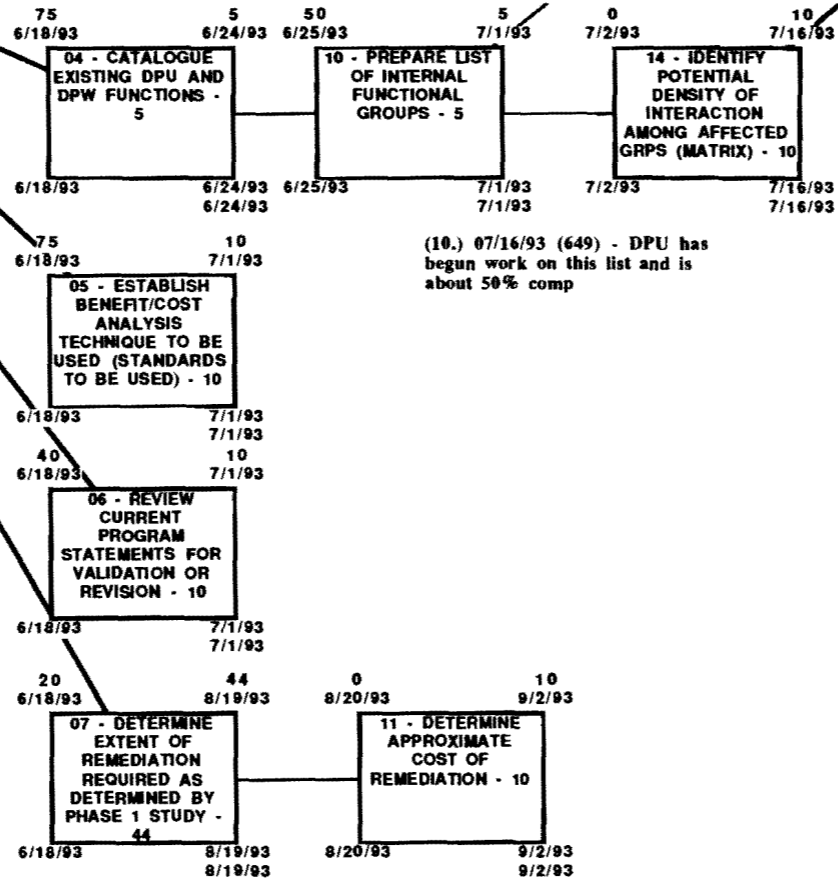 75 5 50 5 0 10
6/18/93 6/24/93 6/25/93 7/1/93 7/2/93 7/16/93
04 - CATALOGUE
EXISTING DPU AND
DPW FUNCTIONS -
5
10 - PREPARE LIST
OF INTERNAL
FUNCTIONAL
GROUPS - 5
14 - IDENTIFY
POTENTIAL
DENSITY OF
INTERACTION
AMONG AFFECTED
GRPS (MATRIX) - 10
6/18/93 6/24/93 6/25/93 7/1/93 7/2/93 7/16/93
6/24/93 7/1/93 7/16/93
(10.) 07/16/93 (649) - DPU has
begun work on this list and is
about 50% comp
75 10
6/18/93 7/1/93
05 - ESTABLISH
BENEFIT/COST
ANALYSIS
TECHNIQUE TO BE
USED (STANDARDS
TO BE USED) - 10
6/18/93 7/1/93
7/1/93
40 10
6/18/93 7/1/93
06 - REVIEW
CURRENT
PROGRAM
STATEMENTS FOR
VALIDATION OR
REVISION - 10
6/18/93 7/1/93
7/1/93
20 44 0 10
6/18/93 8/19/93 8/20/93 9/2/93
07 - DETERMINE
EXTENT OF
REMEDIATION
REQUIRED AS
DETERMINED BY
PHASE 1 STUDY -
44
11 - DETERMINE
APPROXIMATE
COST OF
REMEDIATION - 10
6/18/93 8/19/93 8/20/93 9/2/93
8/19/93 9/2/93